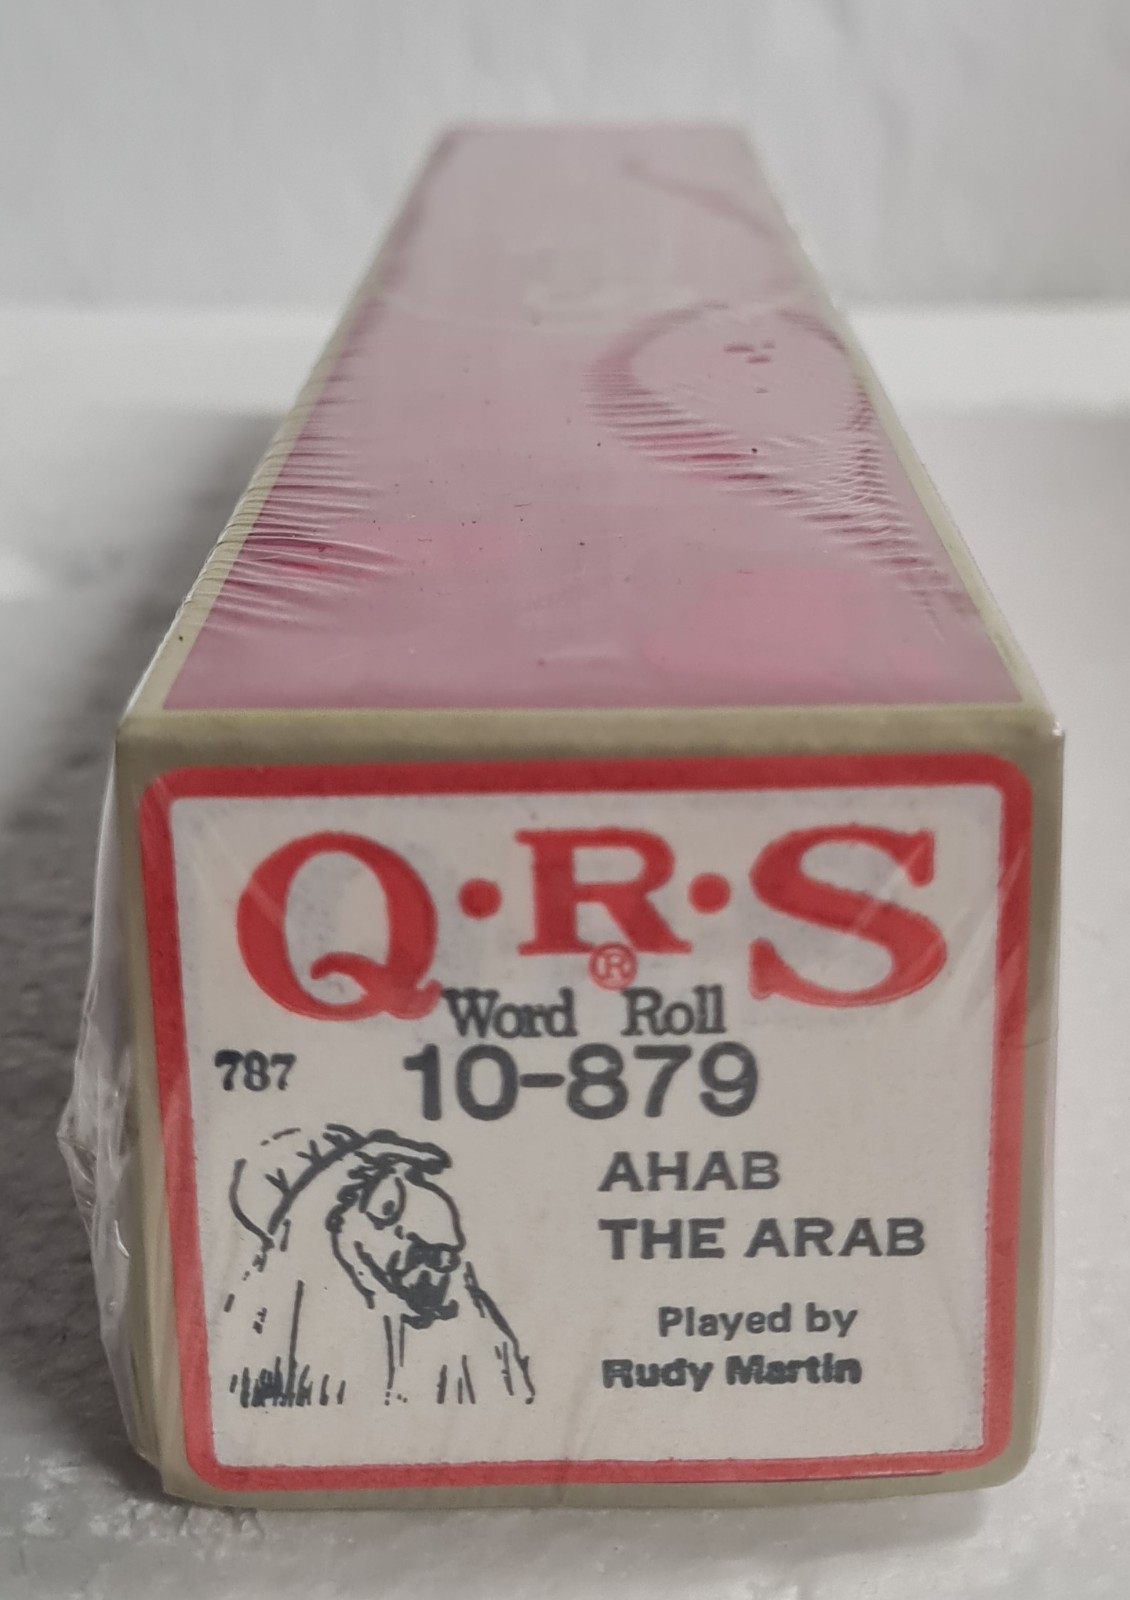 Q·R·S®
Word Roll
787 10-879
AHAB
THE ARAB
Played by
Rudy Martin